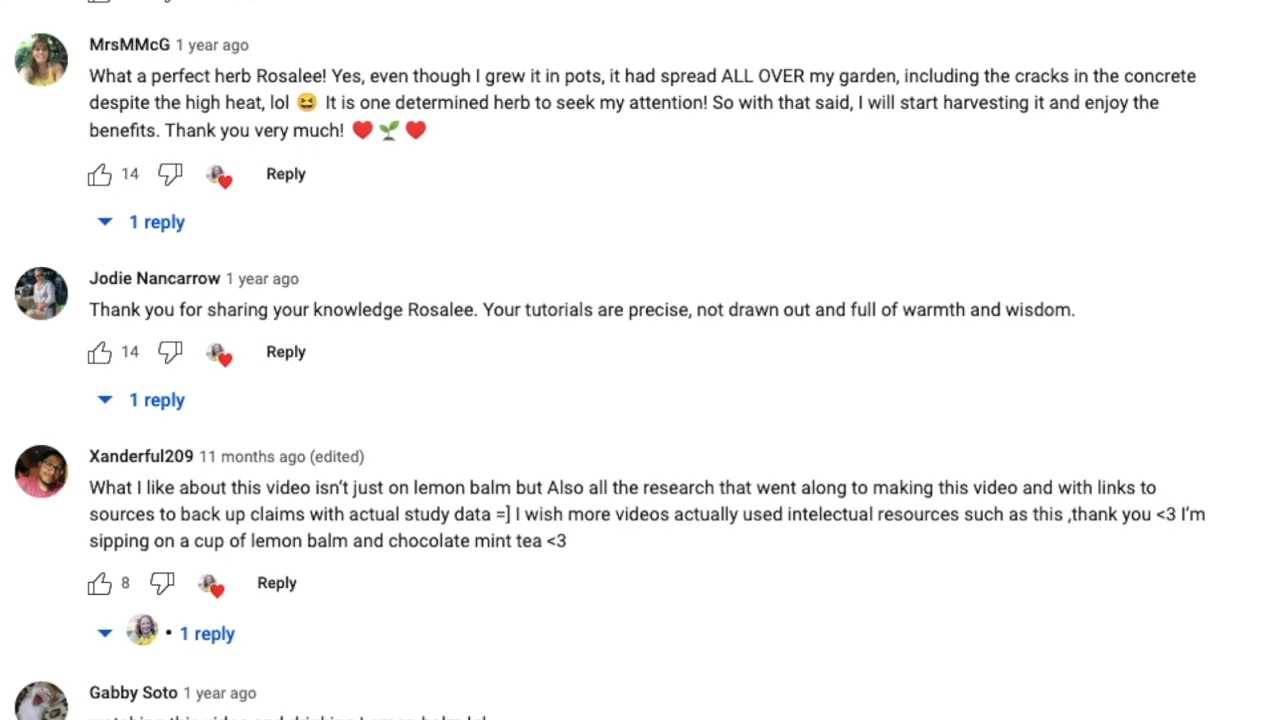 MrsMMcG 1 year ago
What a perfect herb Rosalee! Yes, even though I grew it in pots, it had spread ALL OVER my garden, including the cracks in the concrete
despite the high heat, lol 😆 It is one determined herb to seek my attention! So with that said, I will start harvesting it and enjoy the
benefits. Thank you very much! ❤️ 🌱 ❤️
14 Reply
1 reply
Jodie Nancarrow 1 year ago
Thank you for sharing your knowledge Rosalee. Your tutorials are precise, not drawn out and full of warmth and wisdom.
14 Reply
1 reply
Xanderful209 11 months ago (edited)
What I like about this video isn't just on lemon balm but Also all the research that went along to making this video and with links to
sources to back up claims with actual study data =] I wish more videos actually used intelectual resources such as this ,thank you <3 I'm
sipping on a cup of lemon balm and chocolate mint tea <3
8 Reply
• 1 reply
Gabby Soto 1 year ago
watching this video and drinking Lemon balm lol